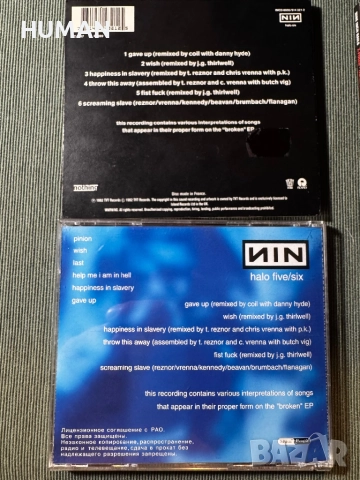 HUMAN
NIN
halo six
1 gave up (remixed by coil with danny hyde)
2 wish (remixed by j.g. thirlwell)
3 happiness in slavery (remixed by t. reznor and chris vrenna with p.k.)
4 throw this away (assembled by t. reznor and c. vrenna with butch vig)
5 fist fuck (remixed by j.g. thirlwell)
6 screaming slave (reznor/vrenna/kennedy/beavan/brumbach/flanagan)
this recording contains various interpretations of songs
that appear in their proper form on the "broken" EP
nothing
Disc made in France.
NIN
halo five/six
pinion
wish
last
help me i am in hell
happiness in slavery
gave up
gave up (remixed by coil with danny hyde)
wish (remixed by j.g. thirlwell)
happiness in slavery (remixed by t. reznor and chris vrenna with p.k.)
throw this away (assembled by t. reznor and c. vrenna with butch vig)
fist fuck (remixed by j.g. thirlwell)
screaming slave (reznor/vrenna/kennedy/beavan/brumbach/flanagan)
this recording contains various interpretations of songs
that appear in their proper form on the "broken" EP
Лицензионное соглашение с РАО.
Все права защищены.
Незаконное копирование, распространение,
радио и телевещание, сдача в прокат без
надлежащего разрешения запрещены.
BAZAR